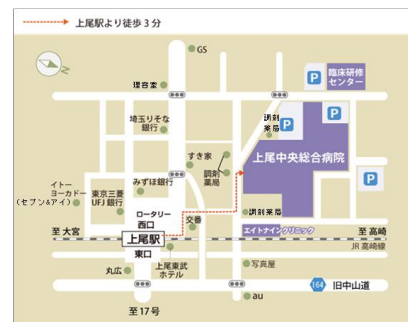 上尾駅より徒歩3分
GS
理容室
N
P
臨床研修
センター
埼玉りそな
銀行
調剤
薬局
P
P
すき家
調剤
薬局
上尾中央総合病院
P
イトー
ヨーカドー
(セブン&アイ)
東京三菱
UFJ銀行
みずほ銀行
調剤薬局
ロータリー
西口
交番
エイトナインクリニック
至 大宮
上尾駅
至 高崎
JR 高崎線
東口
丸広
上尾東武
ホテル
写真屋
164
旧中山道
au
至17号